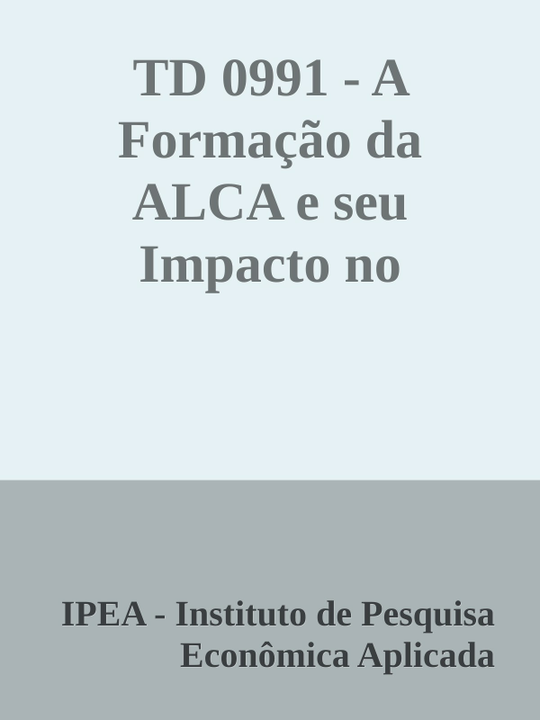 TD 0991 - A
Formação da
ALCA e seu
Impacto no
IPEA - Instituto de Pesquisa
Econômica Aplicada